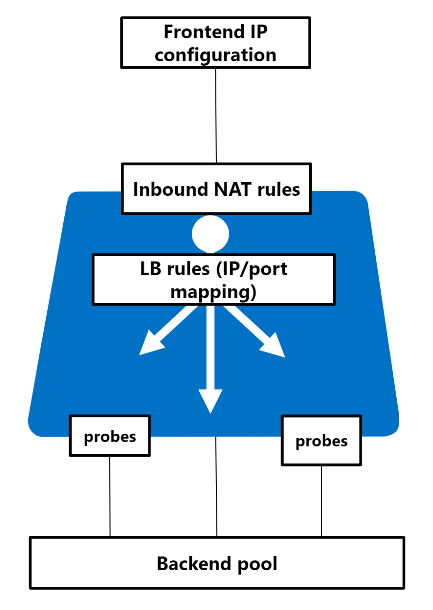 Frontend IP
configuration
Inbound NAT rules
LB rules (IP/port
mapping)
probes
probes
Backend pool